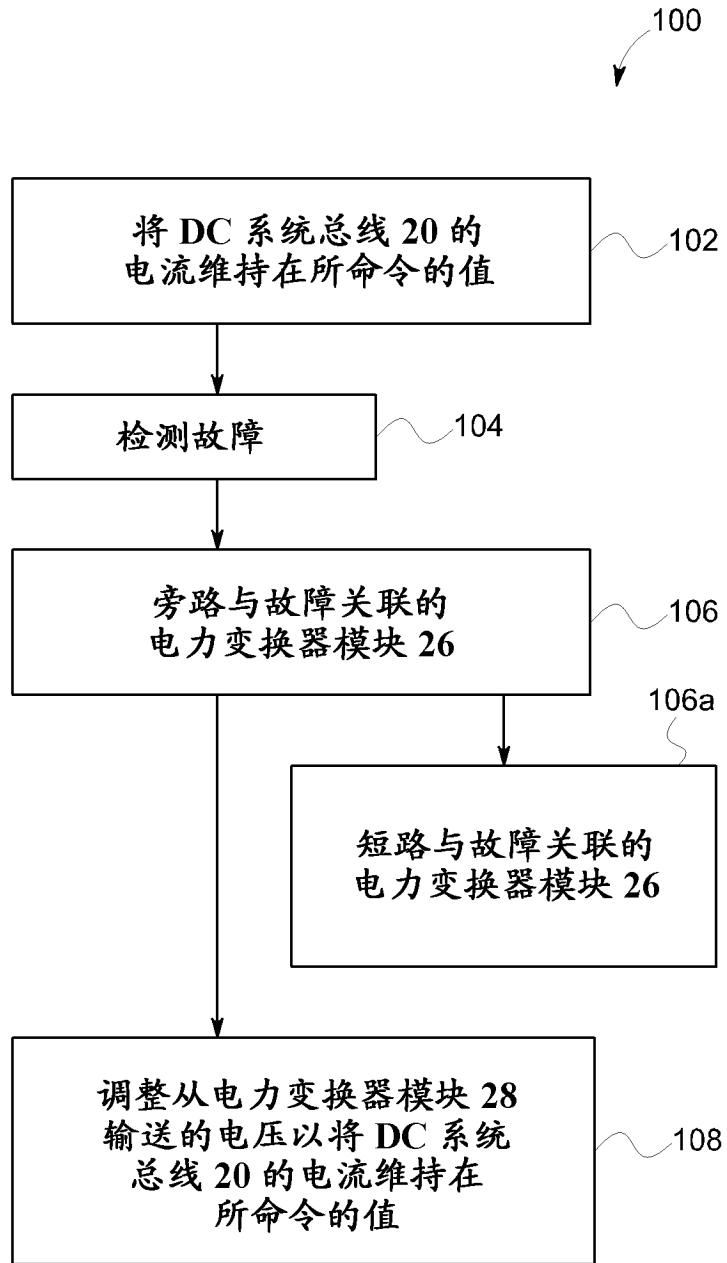 100
将 DC 系统总线 20 的
电流维持在所命令的值
102
检测故障
104
旁路与故障关联的
电力变换器模块 26
106
106a
短路与故障关联的
电力变换器模块 26
调整从电力变换器模块 28
输送的电压以将 DC 系统
总线 20 的电流维持在
所命令的值
108